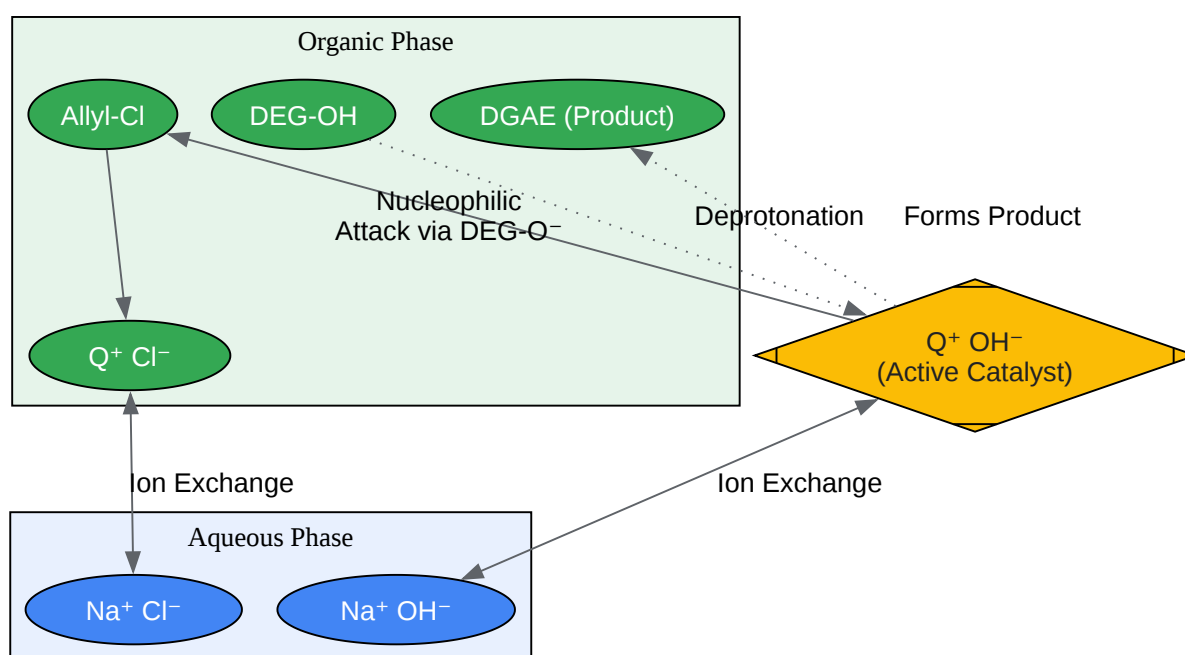 Organic Phase
Allyl-Cl
DEG-OH
DGAE (Product)
Nucleophilic
Attack via DEG-O⁻
Deprotonation
Forms Product
Q⁺ Cl⁻
Q⁺ OH⁻
(Active Catalyst)
Ion Exchange
Ion Exchange
Aqueous Phase
Na⁺ Cl⁻
Na⁺ OH⁻